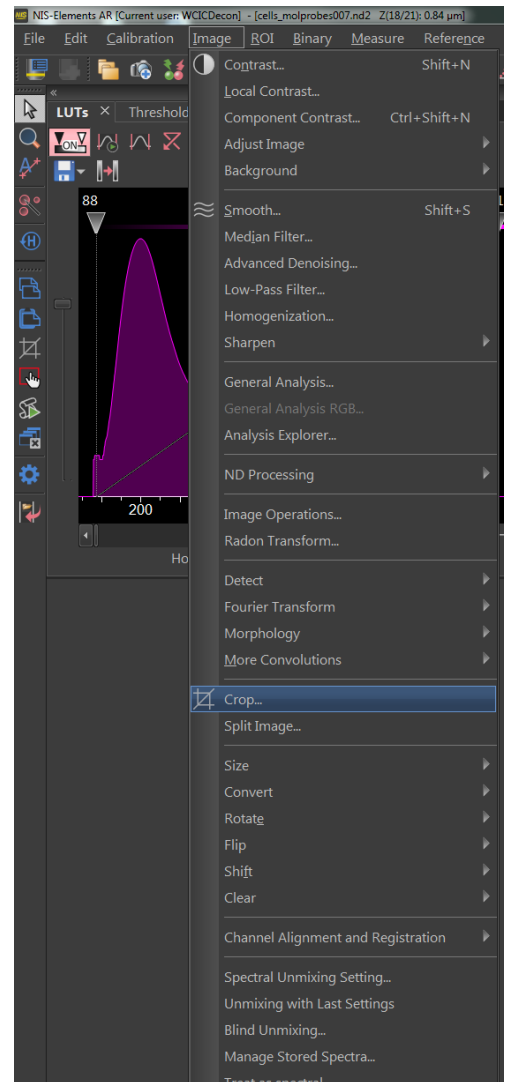 NIS-Elements AR [Current user: WCICDecon] - [cells_molprobes007.nd2 Z(18/21): 0.84 µm]
File Edit Calibration Image ROI Binary Measure Reference
LUTs × Threshold
ON
88
200
Ho
Contrast... Shift+N
Local Contrast...
Component Contrast... Ctrl+Shift+N
Adjust Image
Background
Smooth... Shift+S
Median Filter...
Advanced Denoising...
Low-Pass Filter...
Homogenization...
Sharpen
General Analysis...
General Analysis RGB...
Analysis Explorer...
ND Processing
Image Operations...
Radon Transform...
Detect
Fourier Transform
Morphology
More Convolutions
Crop...
Split Image...
Size
Convert
Rotate
Flip
Shift
Clear
Channel Alignment and Registration
Spectral Unmixing Setting...
Unmixing with Last Settings
Blind Unmixing...
Manage Stored Spectra...